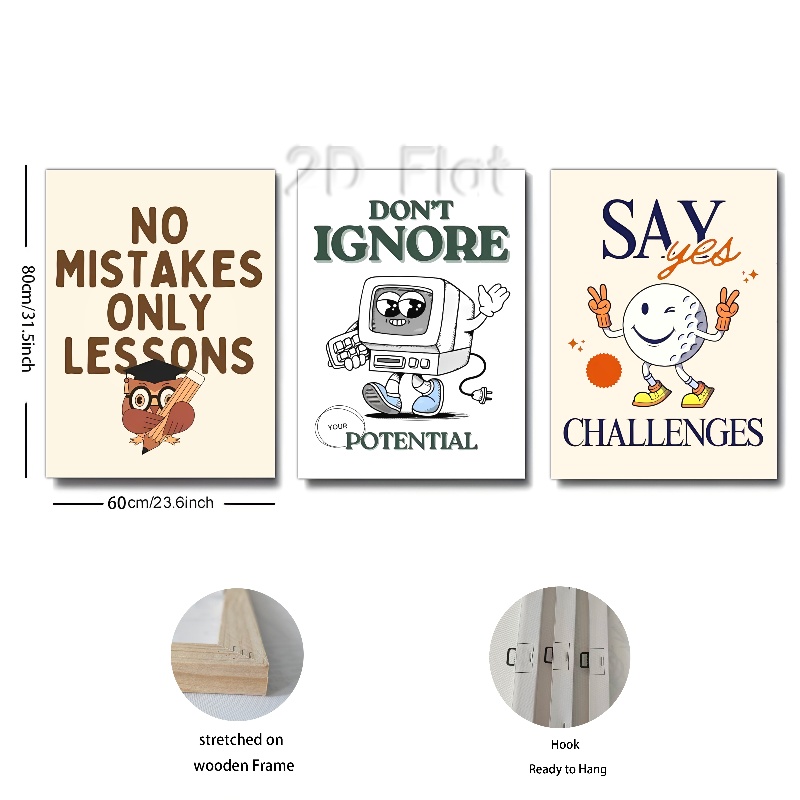 2D Flat
NO
MISTAKES
ONLY
LESSONS
DON'T
IGNORE
YOUR
POTENTIAL
SAY
yes
CHALLENGES
80cm/31.5inch
60cm/23.6inch
stretched on
wooden Frame
Hook
Ready to Hang